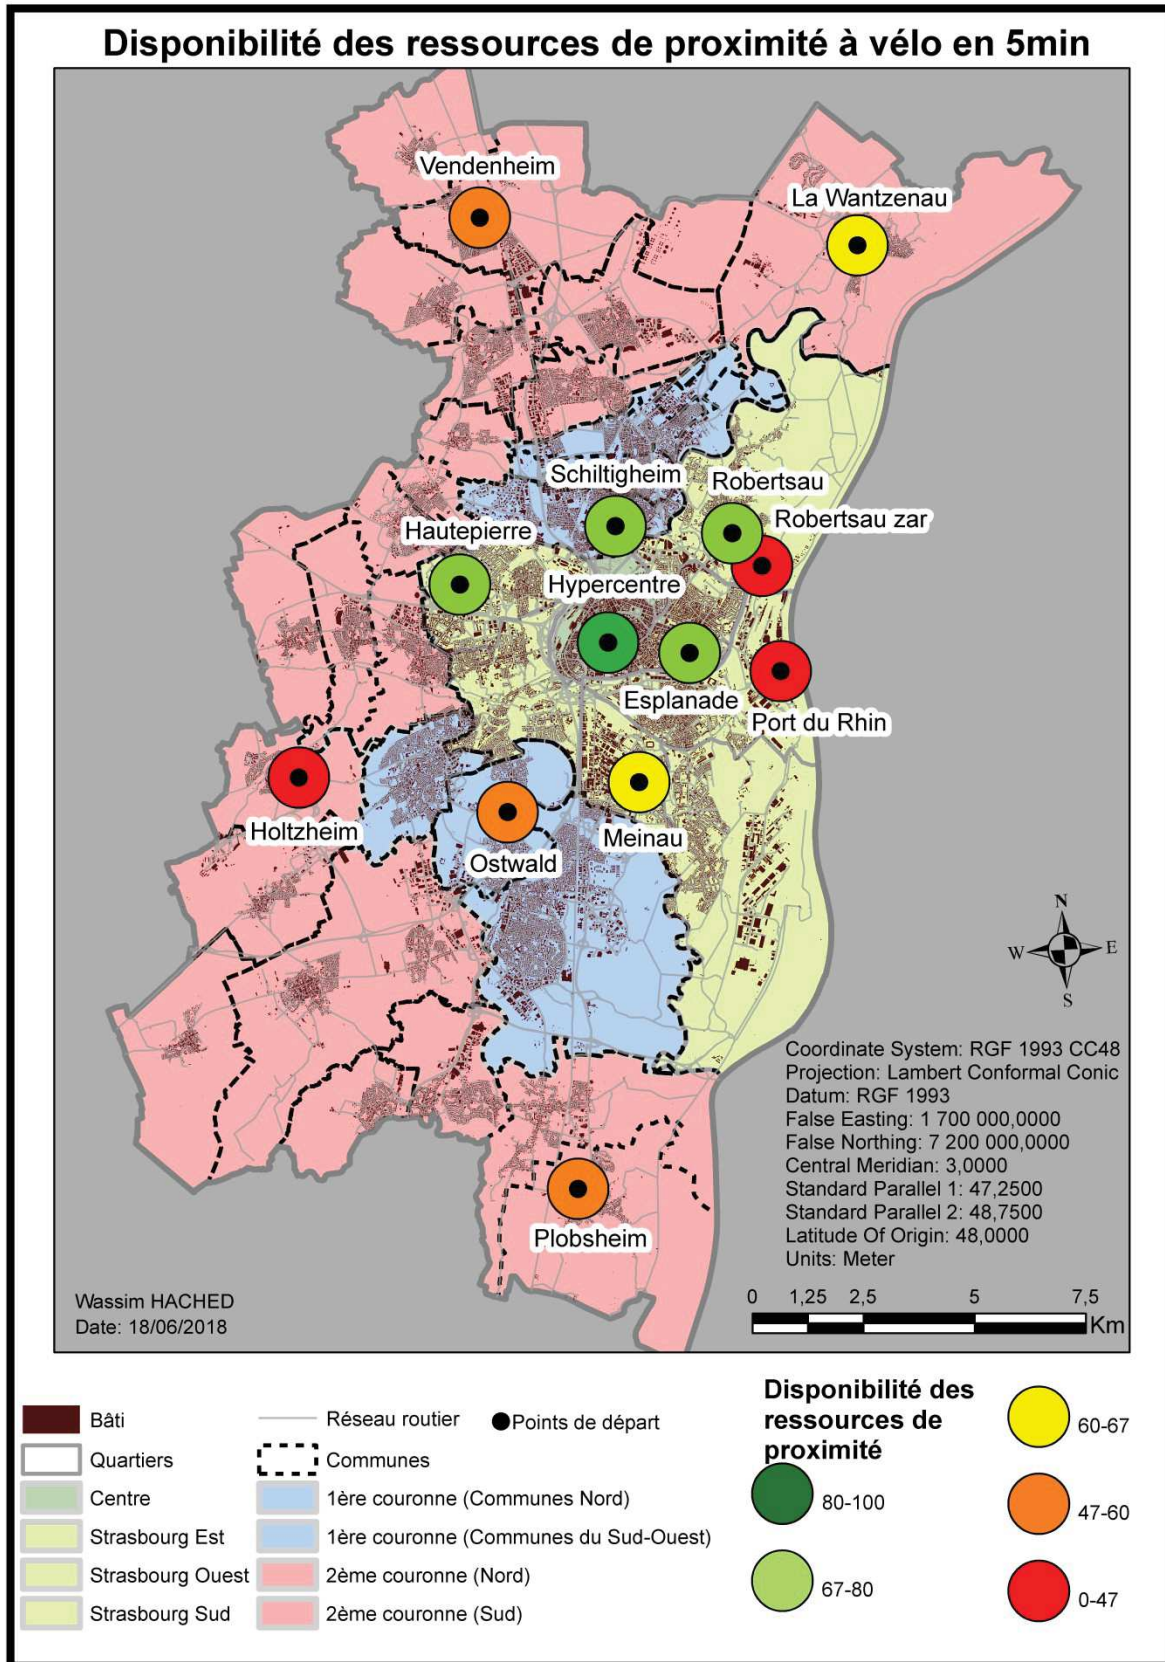 Disponibilité des ressources de proximité à vélo en 5min
Vendenheim
La Wantzenau
Schiltigheim
Robertsau
Hautepierre
Robertsau zar
Hypercentre
Esplanade
Port du Rhin
Holtzheim
Ostwald
Meinau
Plobsheim
N
W
E
S
Coordinate System: RGF 1993 CC48
Projection: Lambert Conformal Conic
Datum: RGF 1993
False Easting: 1 700 000,0000
False Northing: 7 200 000,0000
Central Meridian: 3,0000
Standard Parallel 1: 47,2500
Standard Parallel 2: 48,7500
Latitude Of Origin: 48,0000
Units: Meter
0 1,25 2,5 5 7,5
Km
Wassim HACHED
Date: 18/06/2018
Bâti
Quartiers
Centre
Strasbourg Est
Strasbourg Ouest
Strasbourg Sud
Réseau routier
Communes
1ère couronne (Communes Nord)
1ère couronne (Communes du Sud-Ouest)
2ème couronne (Nord)
2ème couronne (Sud)
Points de départ
Disponibilité des
ressources de
proximité
80-100
67-80
60-67
47-60
0-47